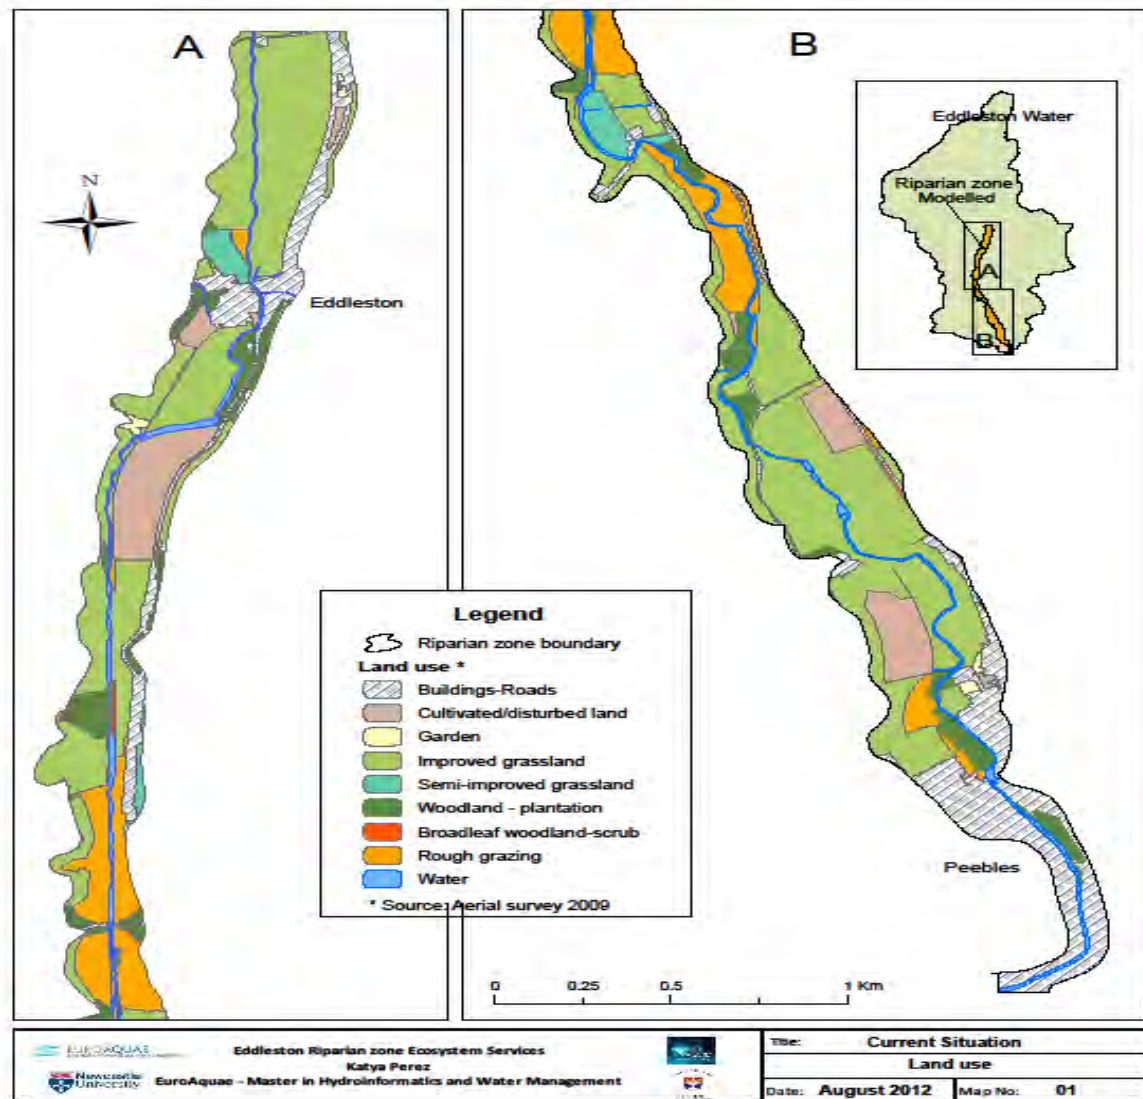 A
B
N
Eddleston Water
Riparian zone
Modelled
A
B
Eddleston
Legend
Riparian zone boundary
Land use *
Buildings-Roads
Cultivated/disturbed land
Garden
Improved grassland
Semi-improved grassland
Woodland - plantation
Broadleaf woodland-scrub
Rough grazing
Water
* Source: Aerial survey 2009
Peebles
0 0.25 0.5 1 Km
EUROAQUAE
Newcastle
University
Eddleston Riparian zone Ecosystem Services
Katya Perez
EuroAquae - Master in Hydroinformatics and Water Management
Title: Current Situation
Land use
Date: August 2012 Map No: 01